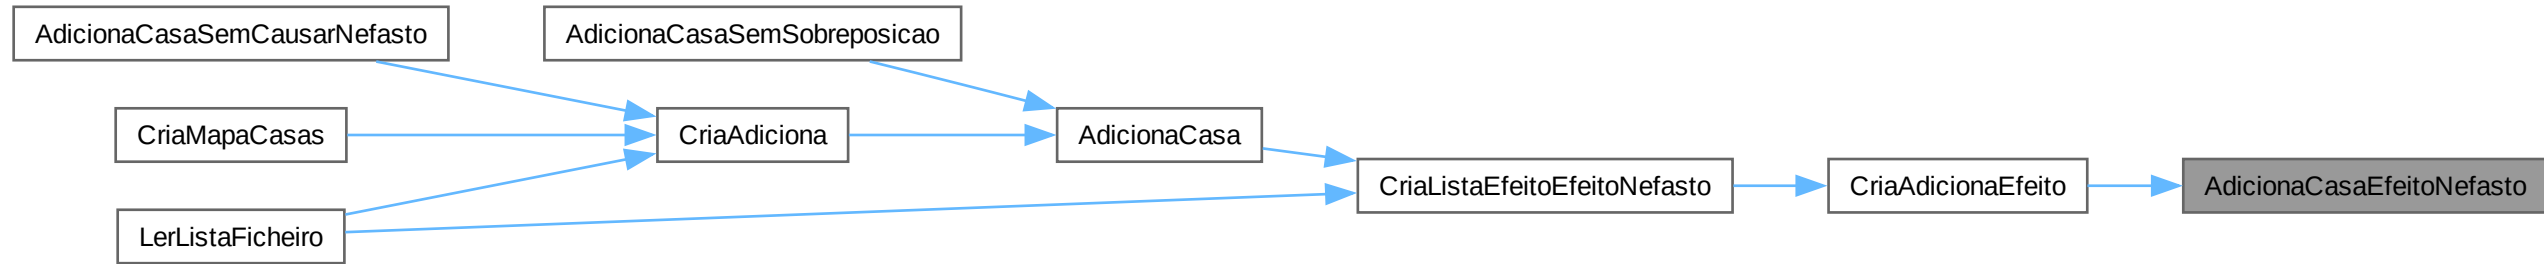 AdicionaCasaSemCausarNefasto
AdicionaCasaSemSobreposicao
CriaMapaCasas
CriaAdiciona
AdicionaCasa
CriaListaEfeitoEfeitoNefasto
CriaAdicionaEfeito
AdicionaCasaEfeitoNefasto
LerListaFicheiro